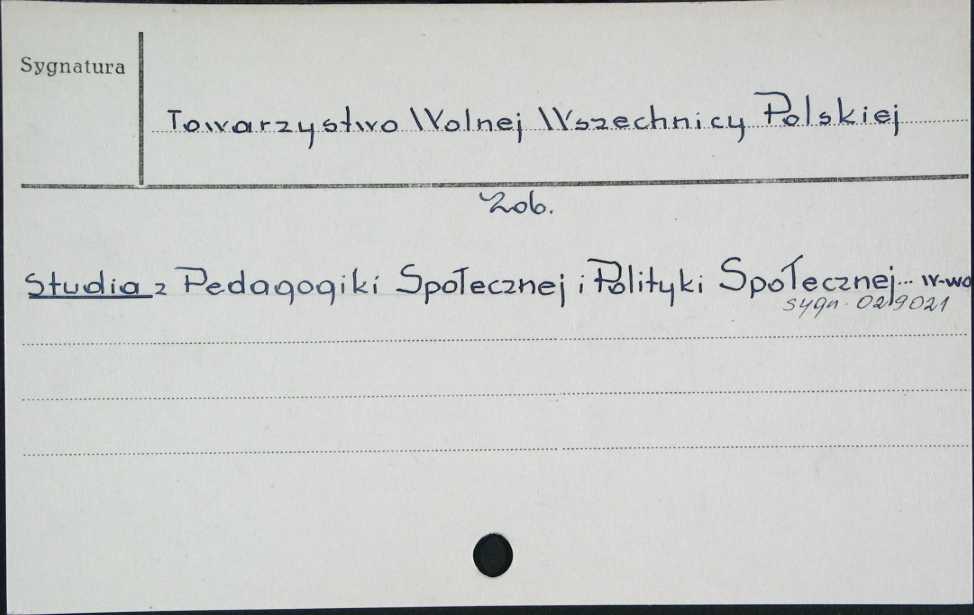 Sygnatura
Towarzystwo Wolnej Wszechnicy Polskiej
Zob.
Studia z Pedagogiki Społecznej i Polityki Społecznej... W-wa
sygn. 029021